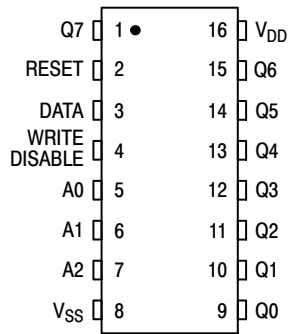 Q7 1 16 VDD
RESET 2 15 Q6
DATA 3 14 Q5
WRITE
DISABLE 4 13 Q4
A0 5 12 Q3
A1 6 11 Q2
A2 7 10 Q1
VSS 8 9 Q0